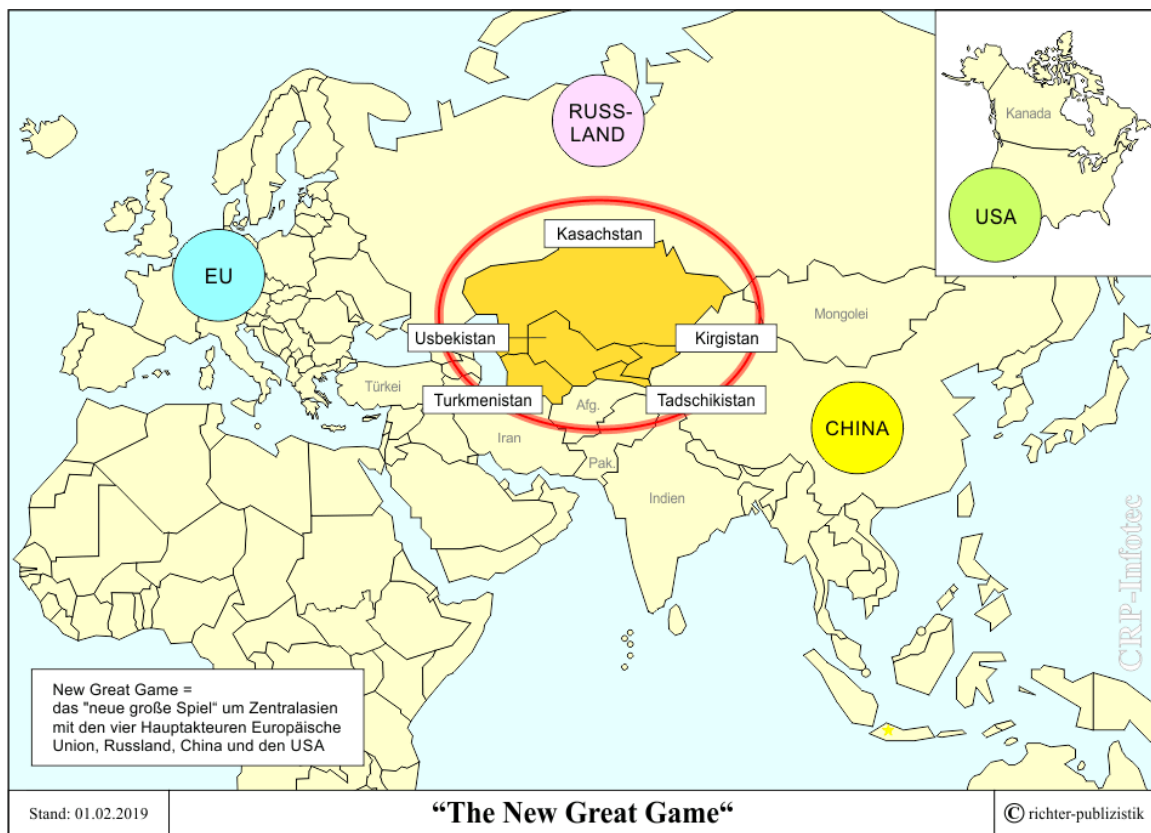 RUSS-
LAND
Kanada
USA
EU
Kasachstan
Mongolei
Usbekistan
Kirgistan
Türkei
Turkmenistan
Afg.
Tadschikistan
CHINA
Iran
Pak.
Indien
CRP-Infotec
New Great Game =
das "neue große Spiel“ um Zentralasien
mit den vier Hauptakteuren Europäische
Union, Russland, China und den USA
Stand: 01.02.2019
“The New Great Game“
© richter-publizistik